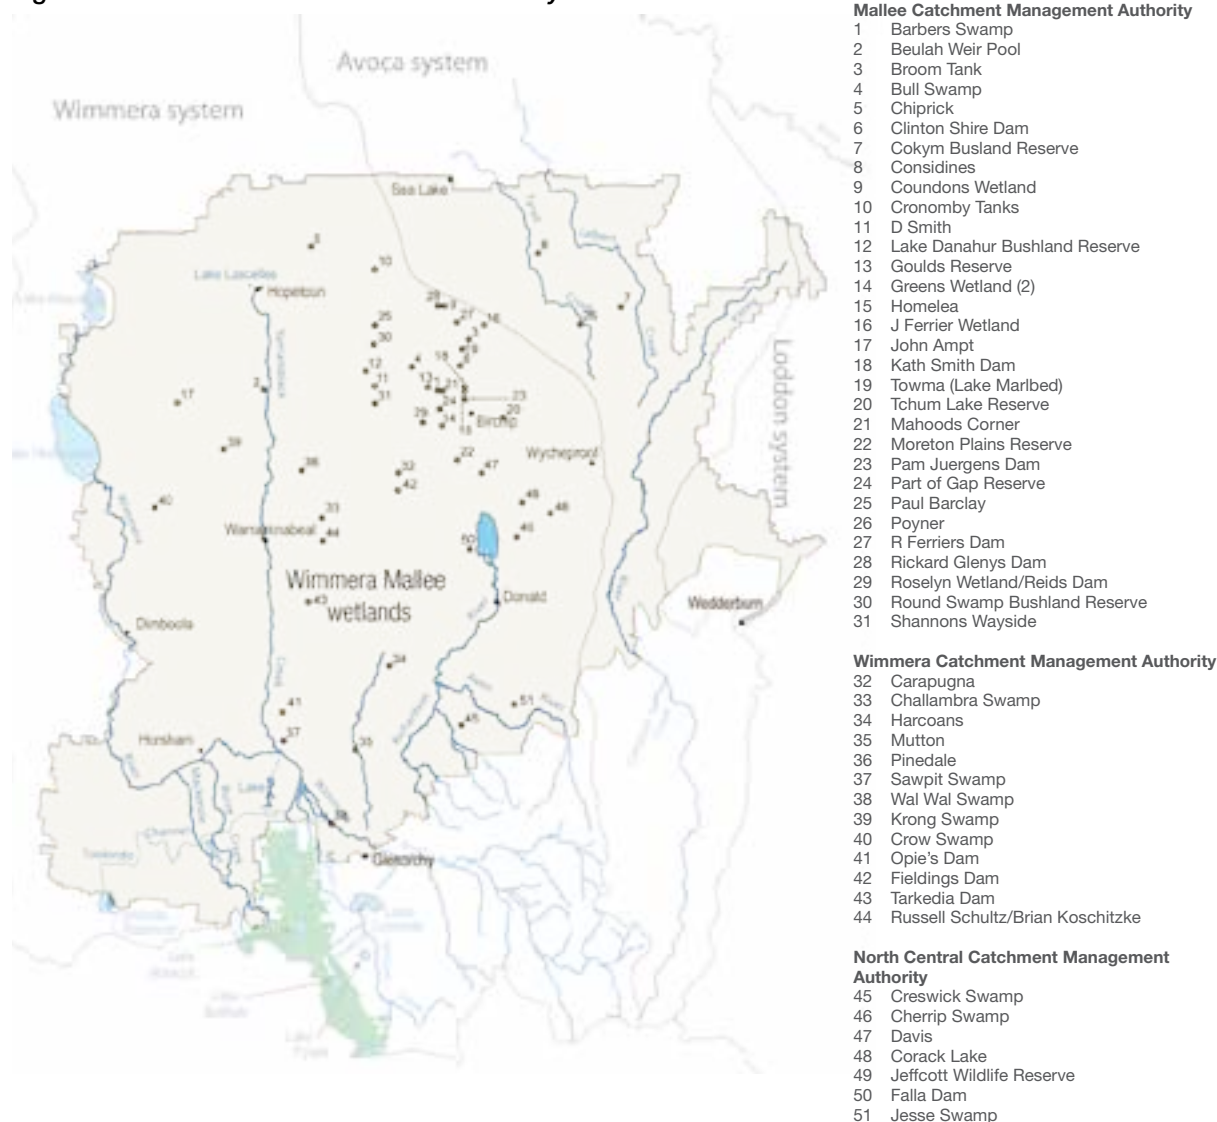 Avoca system
Wimmera system
Sea Lake
Lake Lascelles
Hopetoun
Loddon system
Birchip
Wycheproof
Warracknabeal
Wimmera Mallee
wetlands
Donald
Wedderburn
Dimboola
Horsham
Lake
Glenorchy
Mallee Catchment Management Authority
1 Barbers Swamp
2 Beulah Weir Pool
3 Broom Tank
4 Bull Swamp
5 Chiprick
6 Clinton Shire Dam
7 Cokym Busland Reserve
8 Considines
9 Coundons Wetland
10 Cronomby Tanks
11 D Smith
12 Lake Danahur Bushland Reserve
13 Goulds Reserve
14 Greens Wetland (2)
15 Homelea
16 J Ferrier Wetland
17 John Ampt
18 Kath Smith Dam
19 Towma (Lake Marlbed)
20 Tchum Lake Reserve
21 Mahoods Corner
22 Moreton Plains Reserve
23 Pam Juergens Dam
24 Part of Gap Reserve
25 Paul Barclay
26 Poyner
27 R Ferriers Dam
28 Rickard Glenys Dam
29 Roselyn Wetland/Reids Dam
30 Round Swamp Bushland Reserve
31 Shannons Wayside
Wimmera Catchment Management Authority
32 Carapugna
33 Challambra Swamp
34 Harcoans
35 Mutton
36 Pinedale
37 Sawpit Swamp
38 Wal Wal Swamp
39 Krong Swamp
40 Crow Swamp
41 Opie's Dam
42 Fieldings Dam
43 Tarkedia Dam
44 Russell Schultz/Brian Koschitzke
North Central Catchment Management
Authority
45 Creswick Swamp
46 Cherrip Swamp
47 Davis
48 Corack Lake
49 Jeffcott Wildlife Reserve
50 Falla Dam
51 Jesse Swamp